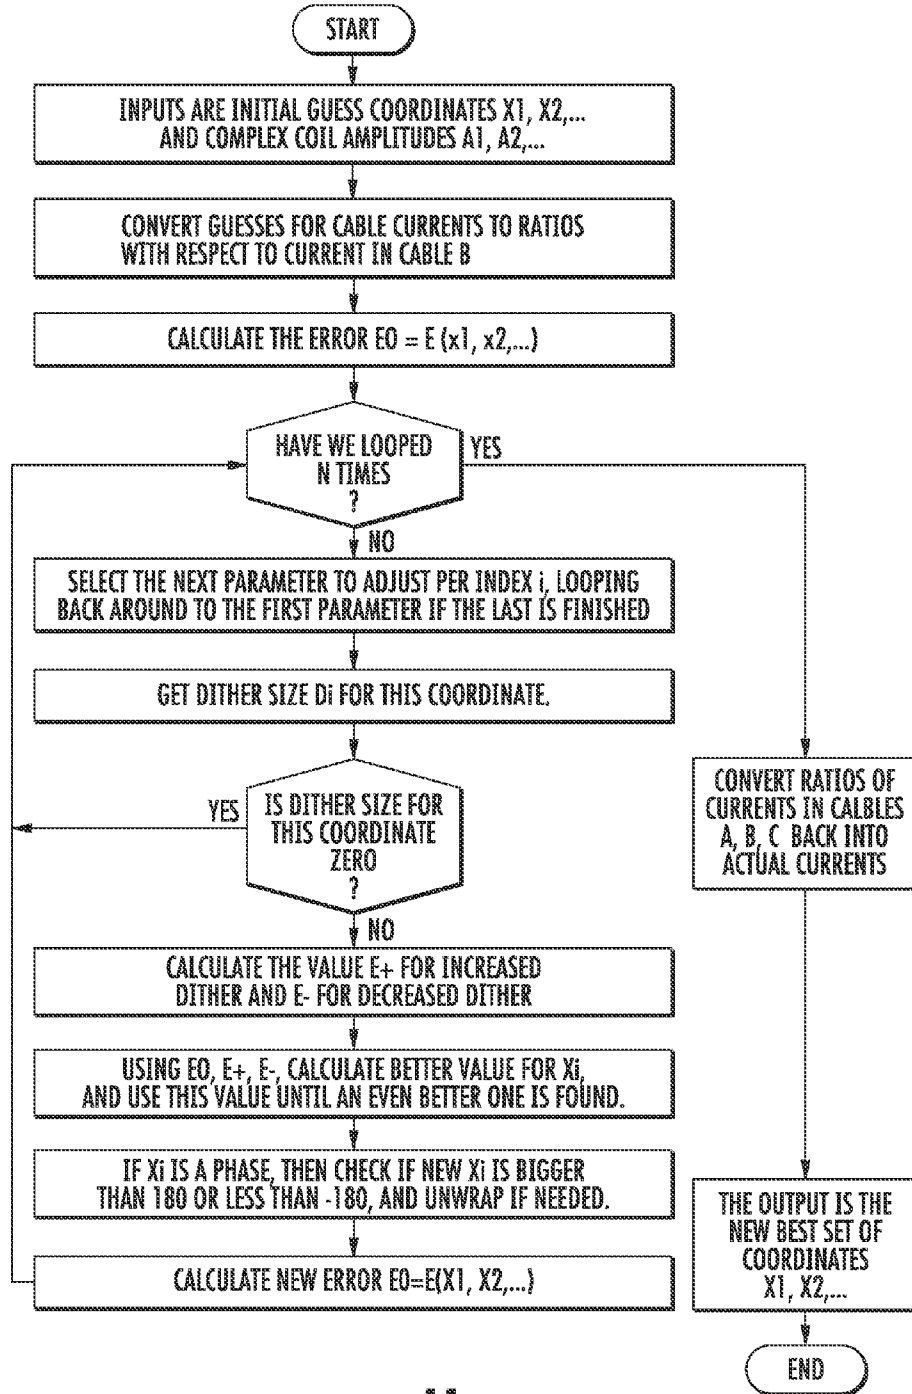 START
INPUTS ARE INITIAL GUESS COORDINATES X1, X2,...
AND COMPLEX COIL AMPLITUDES A1, A2,...
CONVERT GUESSES FOR CABLE CURRENTS TO RATIOS
WITH RESPECT TO CURRENT IN CABLE B
CALCULATE THE ERROR E0 = E (x1, x2,...)
HAVE WE LOOPED
N TIMES
?
YES
NO
SELECT THE NEXT PARAMETER TO ADJUST PER INDEX i, LOOPING
BACK AROUND TO THE FIRST PARAMETER IF THE LAST IS FINISHED
GET DITHER SIZE Di FOR THIS COORDINATE.
IS DITHER SIZE FOR
THIS COORDINATE
ZERO
?
YES
NO
CALCULATE THE VALUE E+ FOR INCREASED
DITHER AND E- FOR DECREASED DITHER
USING E0, E+, E-, CALCULATE BETTER VALUE FOR Xi,
AND USE THIS VALUE UNTIL AN EVEN BETTER ONE IS FOUND.
IF Xi IS A PHASE, THEN CHECK IF NEW Xi IS BIGGER
THAN 180 OR LESS THAN -180, AND UNWRAP IF NEEDED.
CALCULATE NEW ERROR E0=E(X1, X2,...)
CONVERT RATIOS OF
CURRENTS IN CALBLES
A, B, C BACK INTO
ACTUAL CURRENTS
THE OUTPUT IS THE
NEW BEST SET OF
COORDINATES
X1, X2,...
END